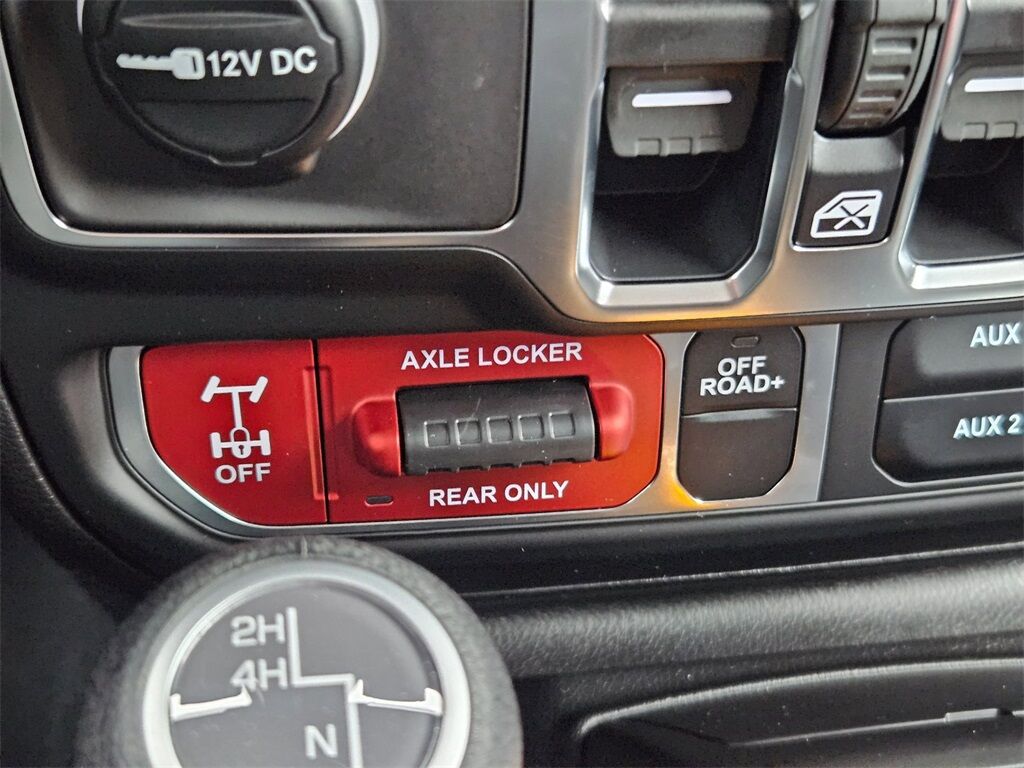 12V DC
AXLE LOCKER
OFF
REAR ONLY
OFF
ROAD+
AUX
AUX 2
2H
4H
N